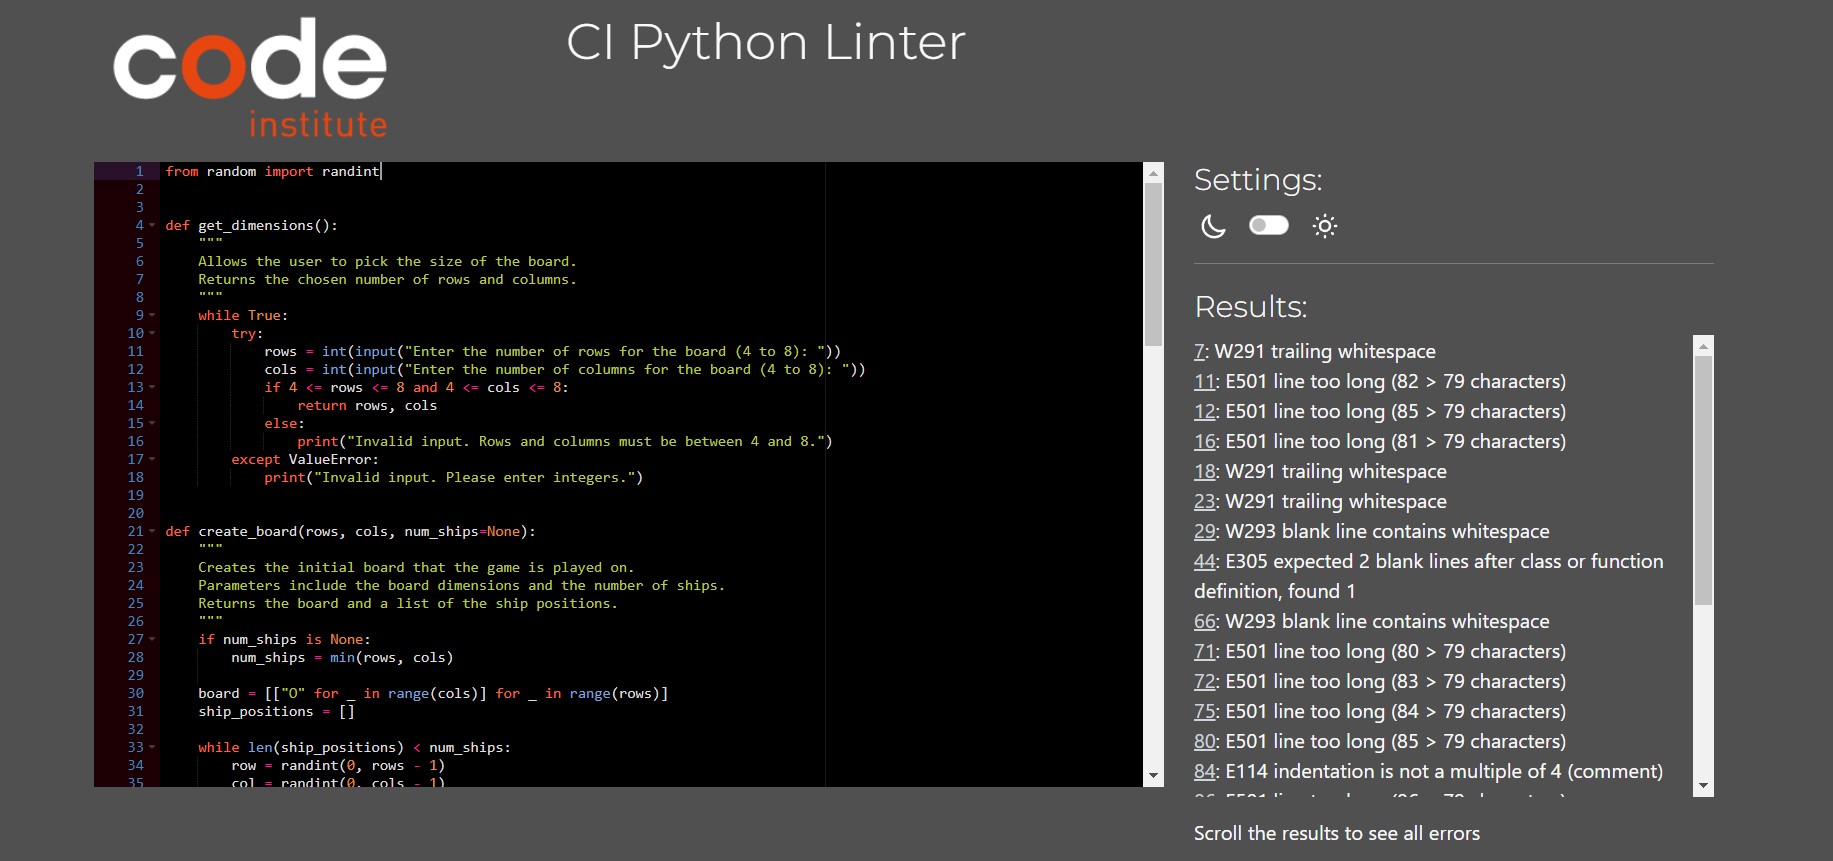 code
institute
CI Python Linter
1 from random import randint
2
3
4 def get_dimensions():
5 """
6 Allows the user to pick the size of the board.
7 Returns the chosen number of rows and columns.
8 """
9 while True:
10 try:
11 rows = int(input("Enter the number of rows for the board (4 to 8): "))
12 cols = int(input("Enter the number of columns for the board (4 to 8): "))
13 if 4 <= rows <= 8 and 4 <= cols <= 8:
14 return rows, cols
15 else:
16 print("Invalid input. Rows and columns must be between 4 and 8.")
17 except ValueError:
18 print("Invalid input. Please enter integers.")
19
20
21 def create_board(rows, cols, num_ships=None):
22 """
23 Creates the initial board that the game is played on.
24 Parameters include the board dimensions and the number of ships.
25 Returns the board and a list of the ship positions.
26 """
27 if num_ships is None:
28 num_ships = min(rows, cols)
29
30 board = [["O" for _ in range(cols)] for _ in range(rows)]
31 ship_positions = []
32
33 while len(ship_positions) < num_ships:
34 row = randint(0, rows - 1)
35 col = randint(0, cols - 1)
Settings:
Results:
7: W291 trailing whitespace
11: E501 line too long (82 > 79 characters)
12: E501 line too long (85 > 79 characters)
16: E501 line too long (81 > 79 characters)
18: W291 trailing whitespace
23: W291 trailing whitespace
29: W293 blank line contains whitespace
44: E305 expected 2 blank lines after class or function
definition, found 1
66: W293 blank line contains whitespace
71: E501 line too long (80 > 79 characters)
72: E501 line too long (83 > 79 characters)
75: E501 line too long (84 > 79 characters)
80: E501 line too long (85 > 79 characters)
84: E114 indentation is not a multiple of 4 (comment)
Scroll the results to see all errors